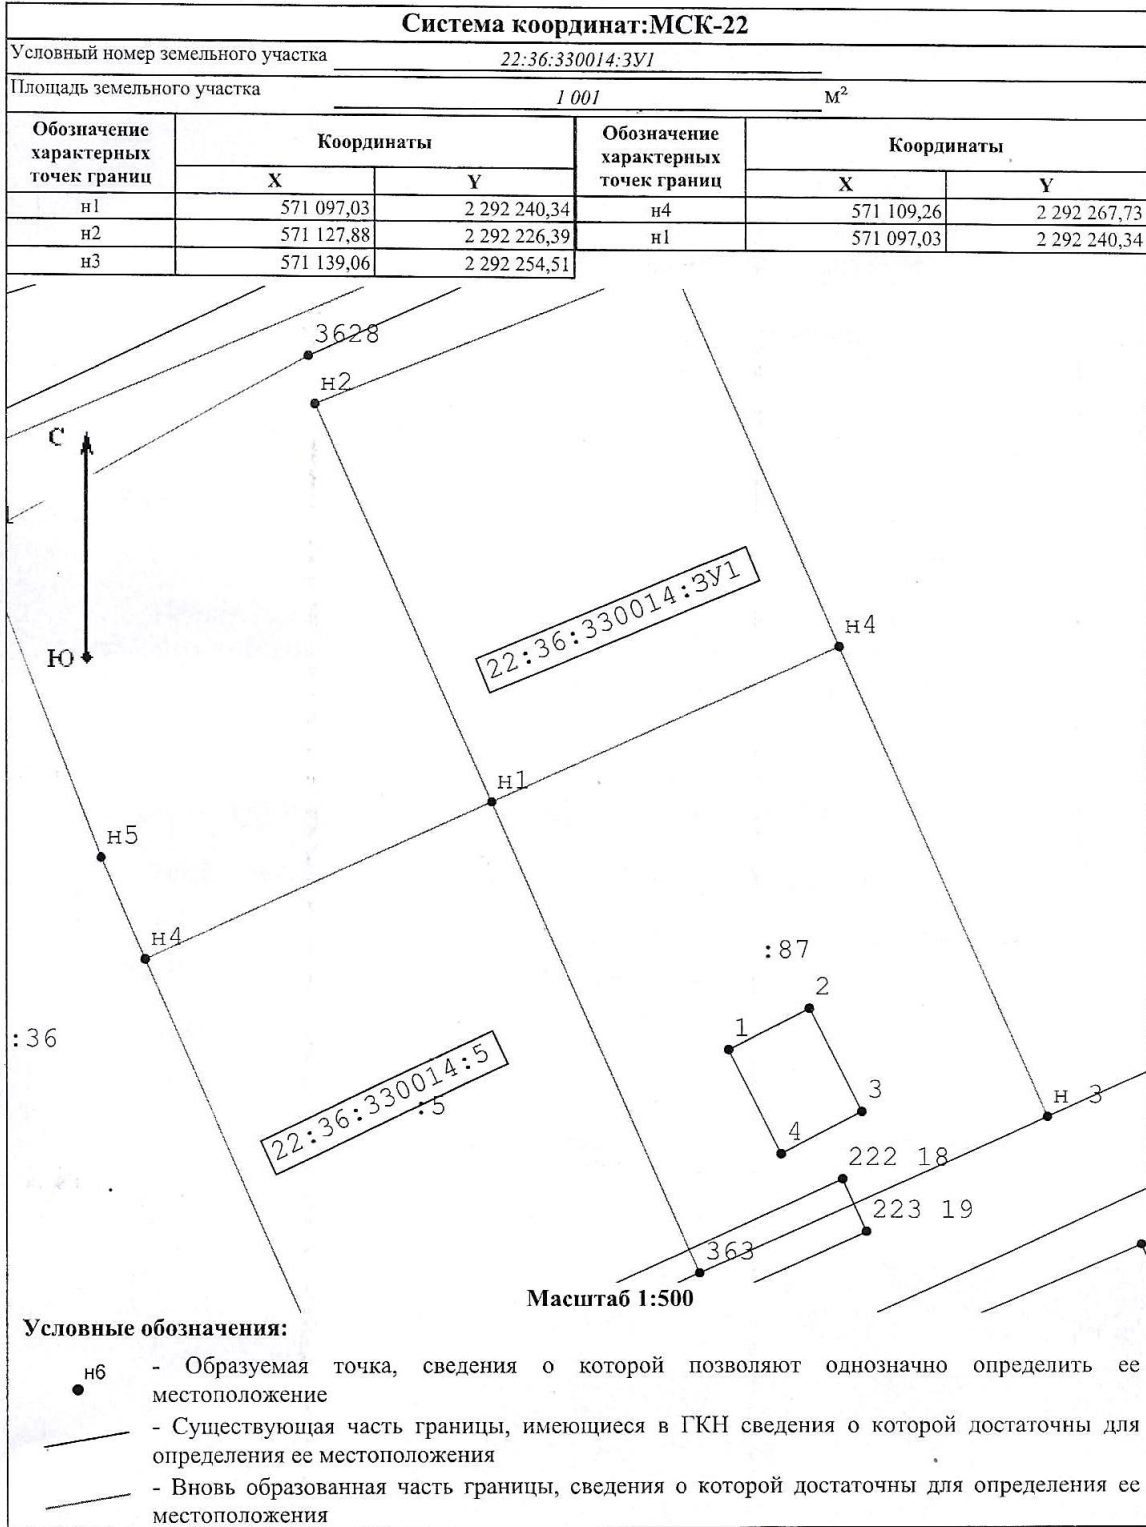 Система координат:МСК-22
Условный номер земельного участка 22:36:330014:ЗУ1
Площадь земельного участка 1 001 м²
Обозначение характерных точек границ Координаты Обозначение характерных точек границ Координаты
X Y X Y
н1 571 097,03 2 292 240,34 н4 571 109,26 2 292 267,73
н2 571 127,88 2 292 226,39 н1 571 097,03 2 292 240,34
н3 571 139,06 2 292 254,51
3628
н2
С
22:36:330014:ЗУ1
н4
Ю
н1
н5
н4
:87
2
:36
1
22:36:330014:5
:5
3
н 3
4
222 18
223 19
363
Масштаб 1:500
Условные обозначения:
н6 - Образуемая точка, сведения о которой позволяют однозначно определить ее
местоположение
- Существующая часть границы, имеющиеся в ГКН сведения о которой достаточны для
определения ее местоположения
- Вновь образованная часть границы, сведения о которой достаточны для определения ее
местоположения